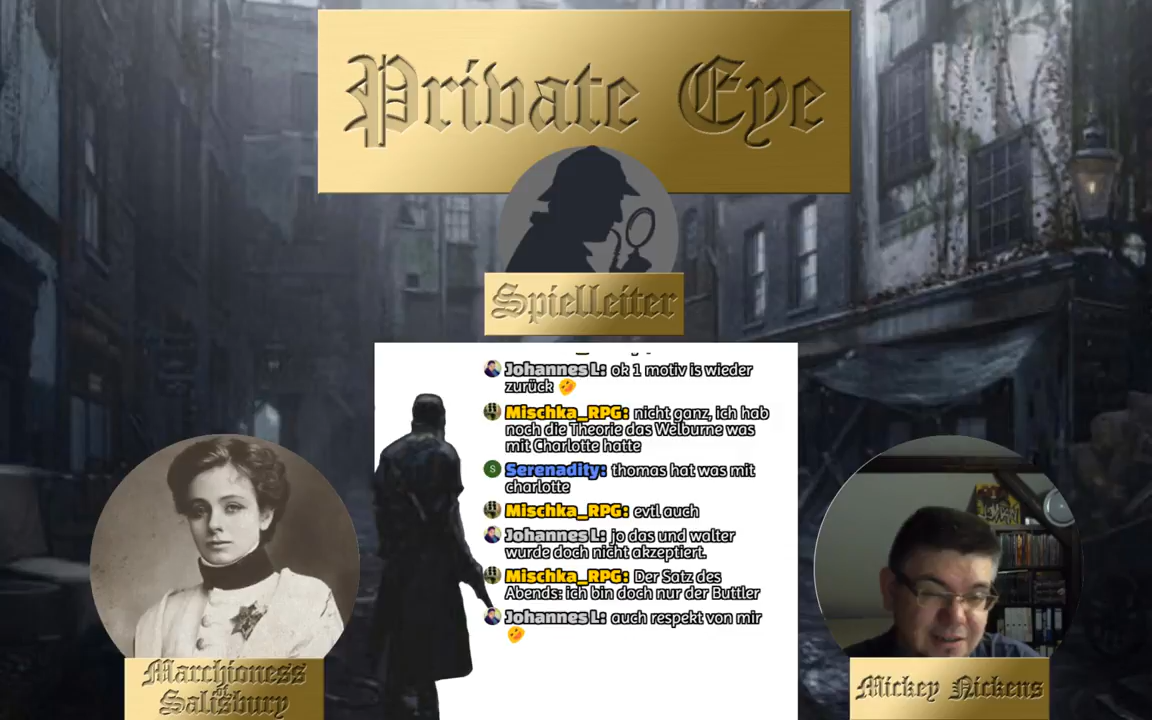 Private Eye
Spielleiter
Johannes L: ok 1 motiv is wieder
zurück
Mischka_RPG: nicht ganz, ich hab
noch die Theorie das Welburne was
mit Charlotte hatte
S Serenadity: thomas hat was mit
charlotte
Mischka_RPG: evtl auch
Johannes L: jo das und walter
wurde doch nicht akzeptiert.
Mischka_RPG: Der Satz des
Abends: ich bin doch nur der Buttler
Johannes L: auch respekt von mir
Marchioness
of
Salisbury
Mickey Nickens